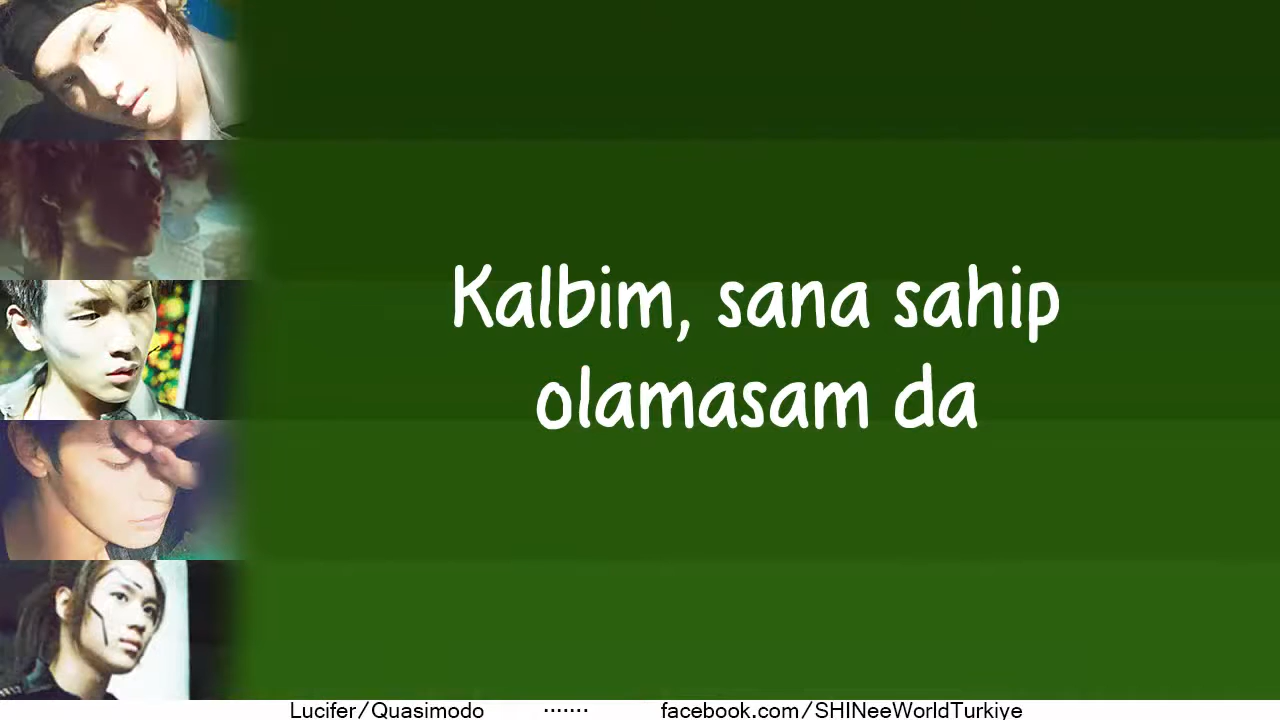 Kalbim, sana sahip
olamasam da
Lucifer/Quasimodo ....... facebook.com/SHINeeWorldTurkiye